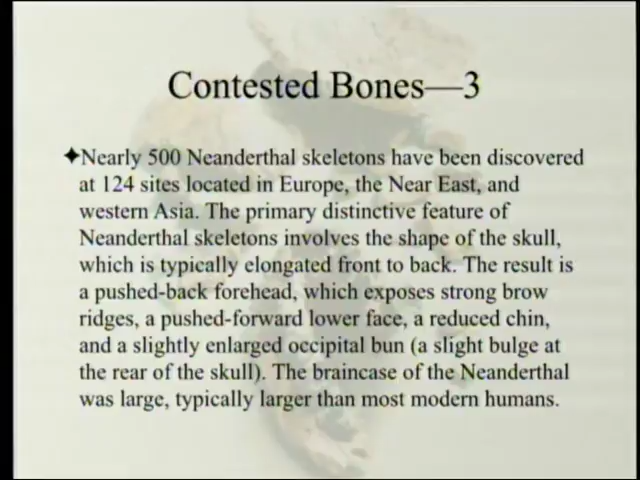 Contested Bones—3
✦Nearly 500 Neanderthal skeletons have been discovered
at 124 sites located in Europe, the Near East, and
western Asia. The primary distinctive feature of
Neanderthal skeletons involves the shape of the skull,
which is typically elongated front to back. The result is
a pushed-back forehead, which exposes strong brow
ridges, a pushed-forward lower face, a reduced chin,
and a slightly enlarged occipital bun (a slight bulge at
the rear of the skull). The braincase of the Neanderthal
was large, typically larger than most modern humans.